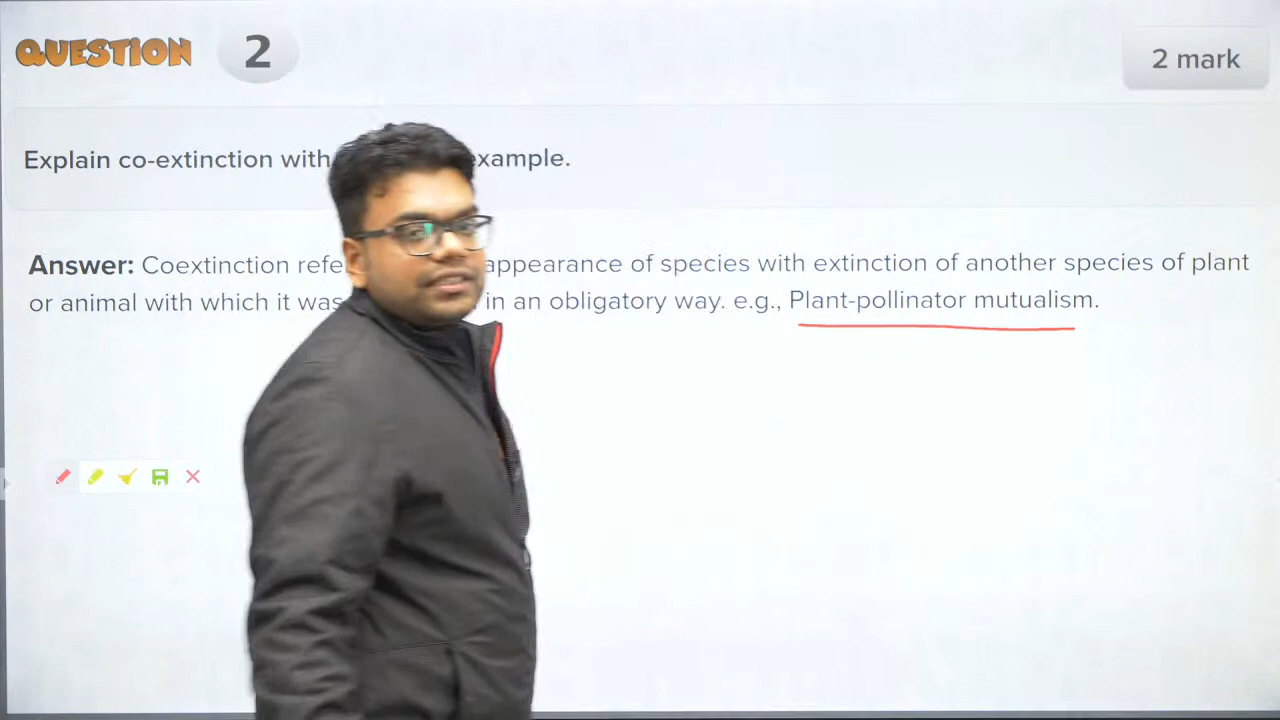 QUESTION 2
2 mark
Explain co-extinction with example.
Answer: Coextinction appearance of species with extinction of another species of plant
or animal with which it was in an obligatory way. e.g., Plant-pollinator mutualism.